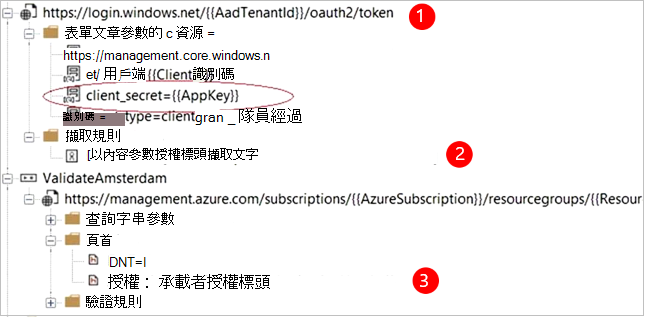 https://login.windows.net/{{AadTenantId}}/oauth2/token
1
表單文章參數的 c 資源 =
https://management.core.windows.n
et/ 用戶端{{Client識別碼
client_secret={{AppKey}}
識別碼 = type=clientgran _ 隊員經過
擷取規則
[以內容參數授權標頭擷取文字
2
ValidateAmsterdam
https://management.azure.com/subscriptions/{{AzureSubscription}}/resourcegroups/{{Resour
查詢字串參數
頁首
DNT=I
授權： 承載者授權標頭
3
驗證規則